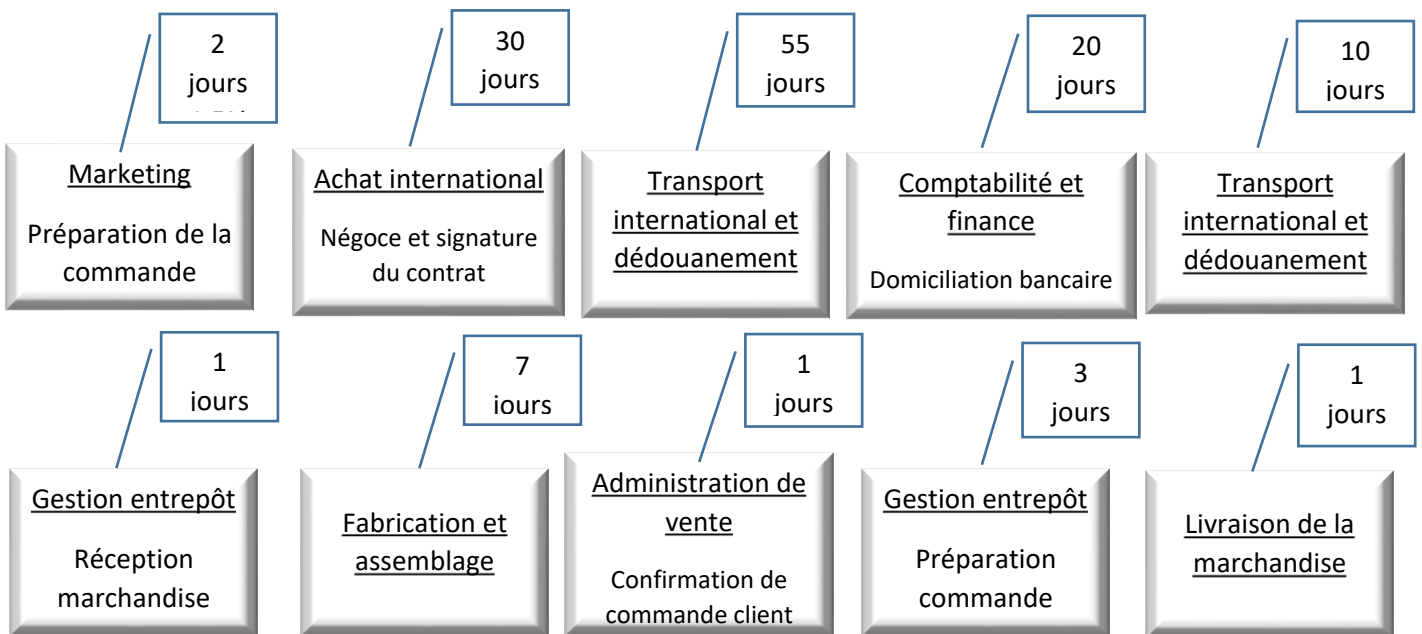 2
jours
30
jours
55
jours
20
jours
10
jours
Marketing
Préparation de la
commande
Achat international
Négoce et signature
du contrat
Transport
international et
dédouanement
Comptabilité et
finance
Domiciliation bancaire
Transport
international et
dédouanement
1
jours
7
jours
1
jours
3
jours
1
jours
Gestion entrepôt
Réception
marchandise
Fabrication et
assemblage
Administration de
vente
Confirmation de
commande client
Gestion entrepôt
Préparation
commande
Livraison de la
marchandise